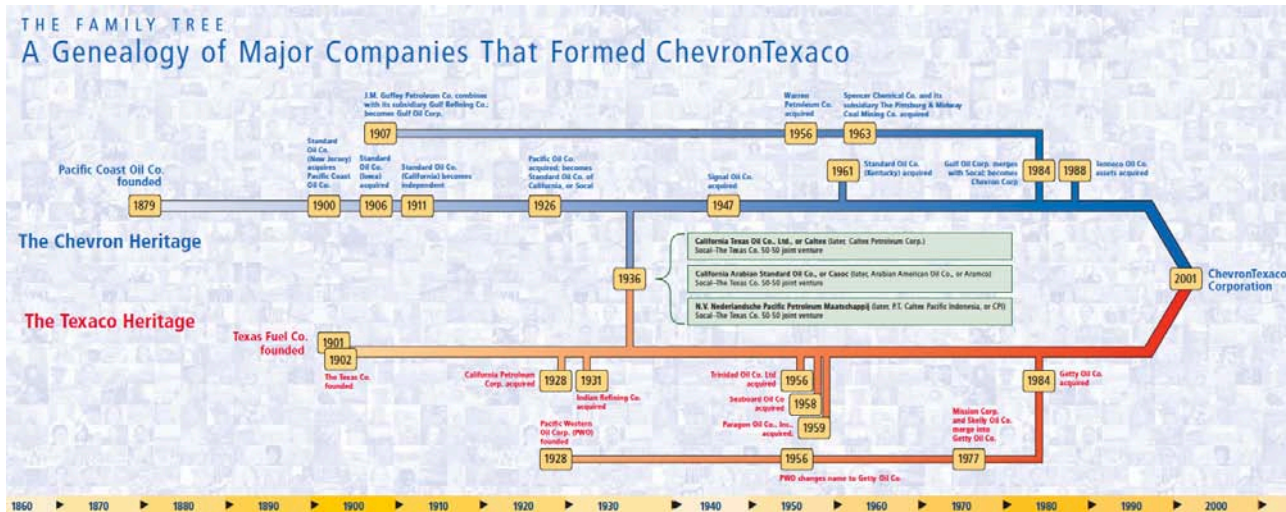 THE FAMILY TREE
A Genealogy of Major Companies That Formed ChevronTexaco
J.M. Guffey Petroleum Co. combines
with its subsidiary Gulf Refining Co.;
becomes Gulf Oil Corp.
1907
Warren
Petroleum Co.
acquired
1956
Spencer Chemical Co. and its
subsidiary The Pittsburg & Midway
Coal Mining Co. acquired
1963
Pacific Coast Oil Co.
founded
1879
Standard
Oil Co.
(New Jersey)
acquires
Pacific Coast
Oil Co.
1900
Standard
Oil Co.
(Iowa)
acquired
1906
Standard Oil Co.
(California) becomes
independent
1911
Pacific Oil Co.
acquired; becomes
Standard Oil Co. of
California, or Socal
1926
Signal Oil Co.
acquired
1947
1961
Standard Oil Co.
(Kentucky) acquired
Gulf Oil Corp. merges
with Socal; becomes
Chevron Corp.
1984
1988
Tenneco Oil Co.
assets acquired
The Chevron Heritage
1936
California Texas Oil Co., Ltd., or Caltex (later, Caltex Petroleum Corp.)
Socal–The Texas Co. 50-50 joint venture
California Arabian Standard Oil Co., or Casoc (later, Arabian American Oil Co., or Aramco)
Socal–The Texas Co. 50-50 joint venture
N.V. Nederlandsche Pacific Petroleum Maatschappij (later, P.T. Caltex Pacific Indonesia, or CPI)
Socal–The Texas Co. 50-50 joint venture
2001
ChevronTexaco
Corporation
The Texaco Heritage
Texas Fuel Co.
founded
1901
1902
The Texas Co.
founded
California Petroleum
Corp. acquired
1928
1931
Indian Refining Co.
acquired
Trinidad Oil Co. Ltd
acquired
1956
Seaboard Oil Co
acquired
1958
Paragon Oil Co., Inc.,
acquired,
1959
1984
Getty Oil Co.
acquired
Pacific Western
Oil Corp. (PWO)
founded
1928
1956
PWO changes name to Getty Oil Co.
Mission Corp.
and Skelly Oil Co.
merge into
Getty Oil Co.
1977
1860 1870 1880 1890 1900 1910 1920 1930 1940 1950 1960 1970 1980 1990 2000